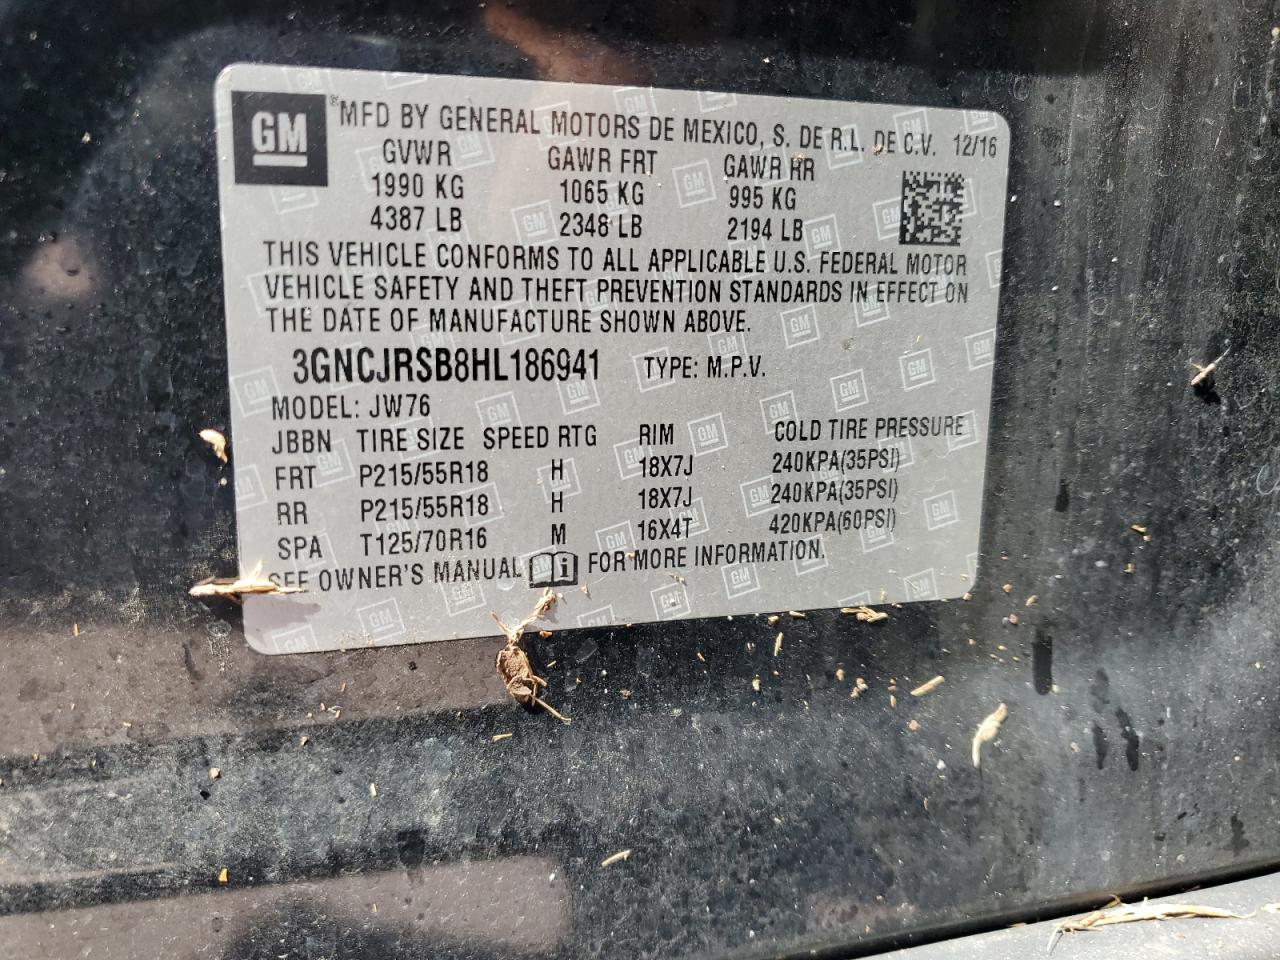 GM ® MFD BY GENERAL MOTORS DE MEXICO, S. DE R.L. DE C.V. 12/16
GVWR GAWR FRT GAWR RR
1990 KG 1065 KG 995 KG
4387 LB 2348 LB 2194 LB
THIS VEHICLE CONFORMS TO ALL APPLICABLE U.S. FEDERAL MOTOR
VEHICLE SAFETY AND THEFT PREVENTION STANDARDS IN EFFECT ON
THE DATE OF MANUFACTURE SHOWN ABOVE.
3GNCJRSB8HL186941 TYPE: M.P.V.
MODEL: JW76
JBBN TIRE SIZE SPEED RTG RIM COLD TIRE PRESSURE
FRT P215/55R18 H 18X7J 240KPA(35PSI)
RR P215/55R18 H 18X7J 240KPA(35PSI)
SPA T125/70R16 M 16X4T 420KPA(60PSI)
SEE OWNER'S MANUAL i FOR MORE INFORMATION.